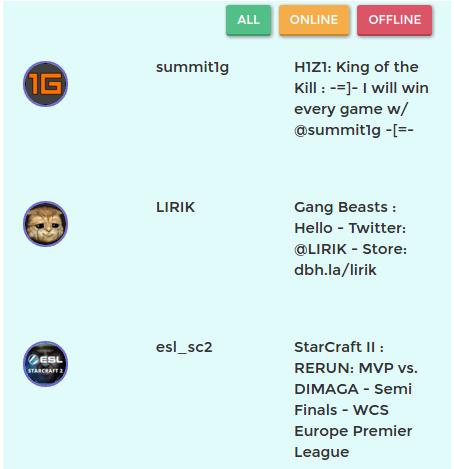 ALL ONLINE OFFLINE
1G
summit1g
H1Z1: King of the
Kill : -=]- I will win
every game w/
@summit1g -[=-
LIRIK
Gang Beasts :
Hello - Twitter:
@LIRIK - Store:
dbh.la/lirik
ESL
STARCRAFT 2
esl_sc2
StarCraft II :
RERUN: MVP vs.
DIMAGA - Semi
Finals - WCS
Europe Premier
League